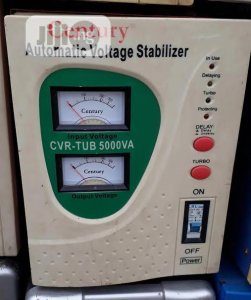 Century
Jiji
Automatic Voltage Stabilizer
In Use
Delaying
Turbo
Protecting
Century
Input Voltage
DELAY
CVR-TUB 5000VA
TURBO
Century
ON
Output Voltage
OFF
Power